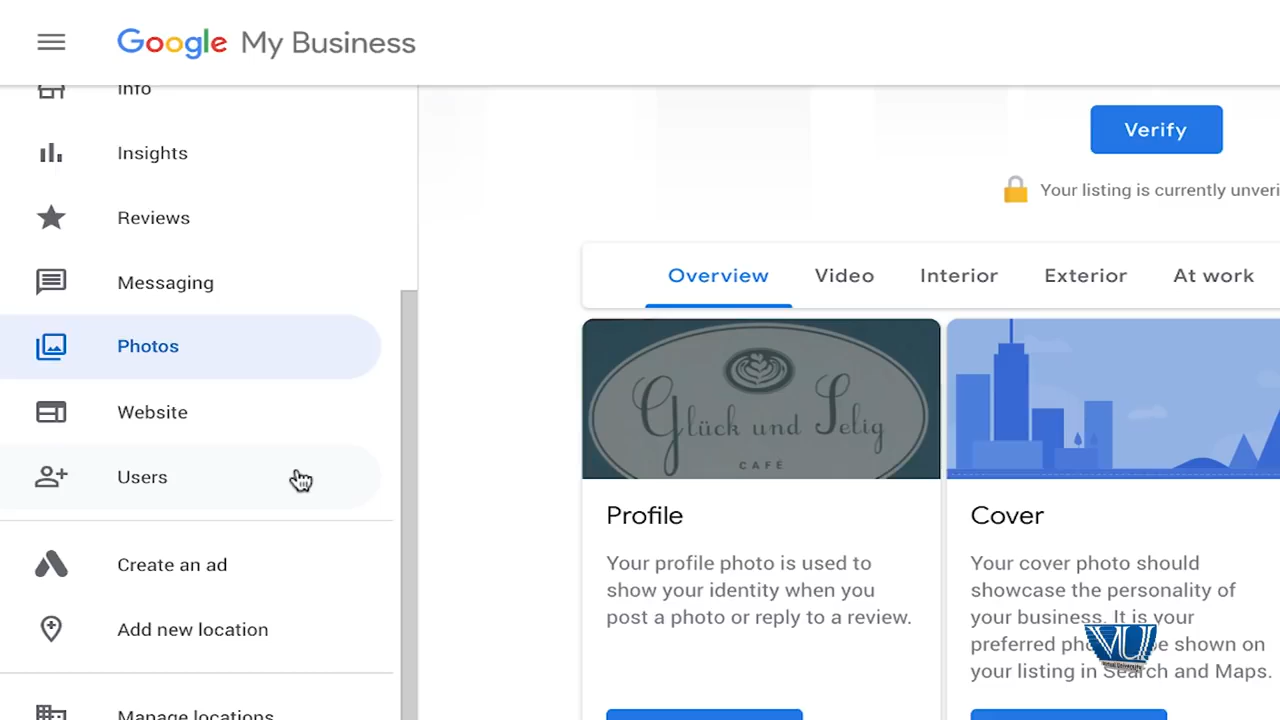 Google My Business
Info
Insights
Reviews
Messaging
Photos
Website
Users
Create an ad
Add new location
Manage locations
Verify
Your listing is currently unveri
Overview Video Interior Exterior At work
Glück und Selig
CAFÉ
Profile
Your profile photo is used to
show your identity when you
post a photo or reply to a review.
Cover
Your cover photo should
showcase the personality of
your business. It is your
preferred be shown on
your listing in Search and Maps.
VU